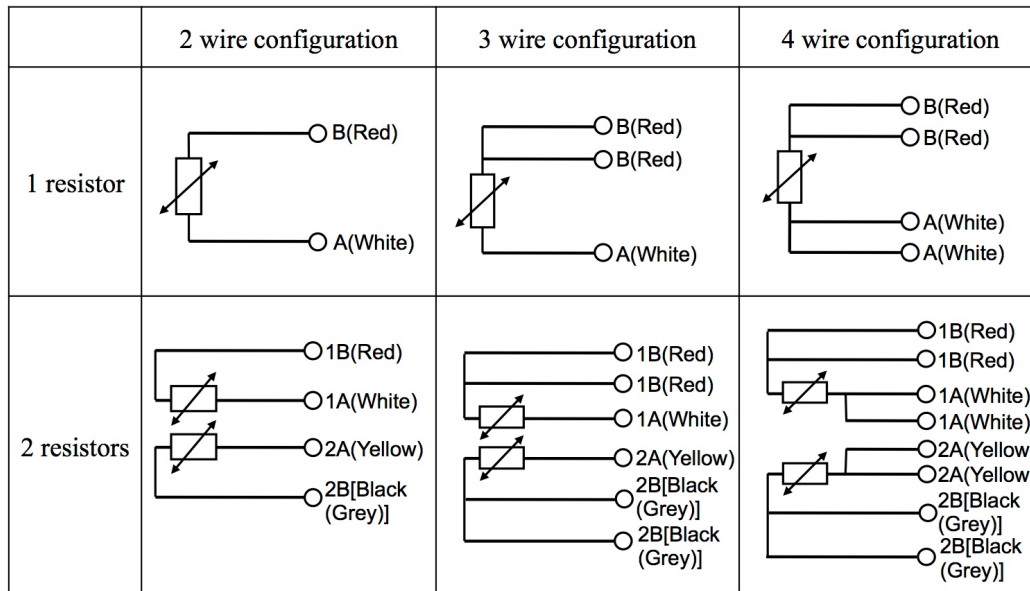 2 wire configuration
3 wire configuration
4 wire configuration
1 resistor
B(Red)
A(White)
B(Red)
B(Red)
A(White)
B(Red)
B(Red)
A(White)
A(White)
2 resistors
1B(Red)
1A(White)
2A(Yellow)
2B[Black
(Grey)]
1B(Red)
1B(Red)
1A(White)
2A(Yellow)
2B[Black
(Grey)]
2B[Black
(Grey)]
1B(Red)
1B(Red)
1A(White)
1A(White)
2A(Yellow
2A(Yellow
2B[Black
(Grey)]
2B[Black
(Grey)]